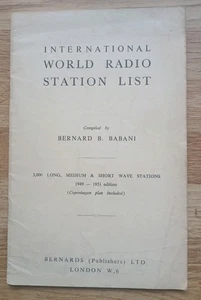 INTERNATIONAL
WORLD RADIO
STATION LIST
Compiled by
BERNARD B. BABANI
LONG, MEDIUM & SHORT WAVE STATIONS
1949 — 1951 edition
(Copenhagen plan included)
BERNARDS (Publishers) LTD
LONDON W.6